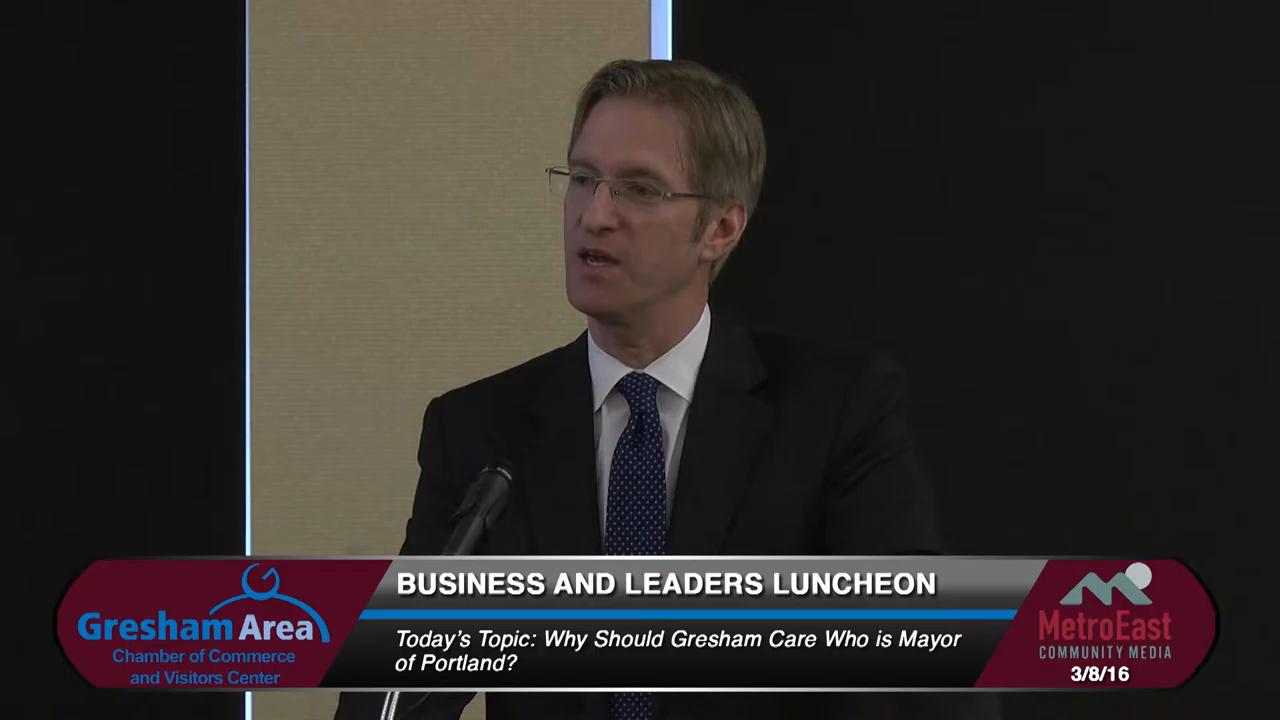 BUSINESS AND LEADERS LUNCHEON
Gresham Area
Chamber of Commerce
and Visitors Center
Today's Topic: Why Should Gresham Care Who is Mayor
of Portland?
MetroEast
COMMUNITY MEDIA
3/8/16